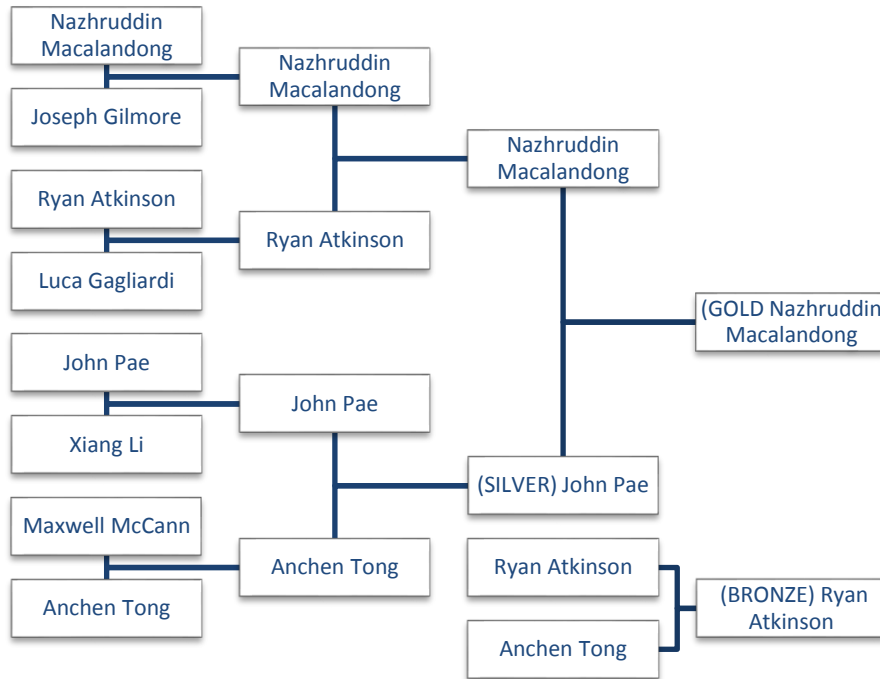 Nazhruddin
Macalandong
Joseph Gilmore
Ryan Atkinson
Luca Gagliardi
John Pae
Xiang Li
Maxwell McCann
Anchen Tong
Nazhruddin
Macalandong
Ryan Atkinson
John Pae
Anchen Tong
Nazhruddin
Macalandong
(SILVER) John Pae
Ryan Atkinson
Anchen Tong
(GOLD Nazhruddin
Macalandong
(BRONZE) Ryan
Atkinson